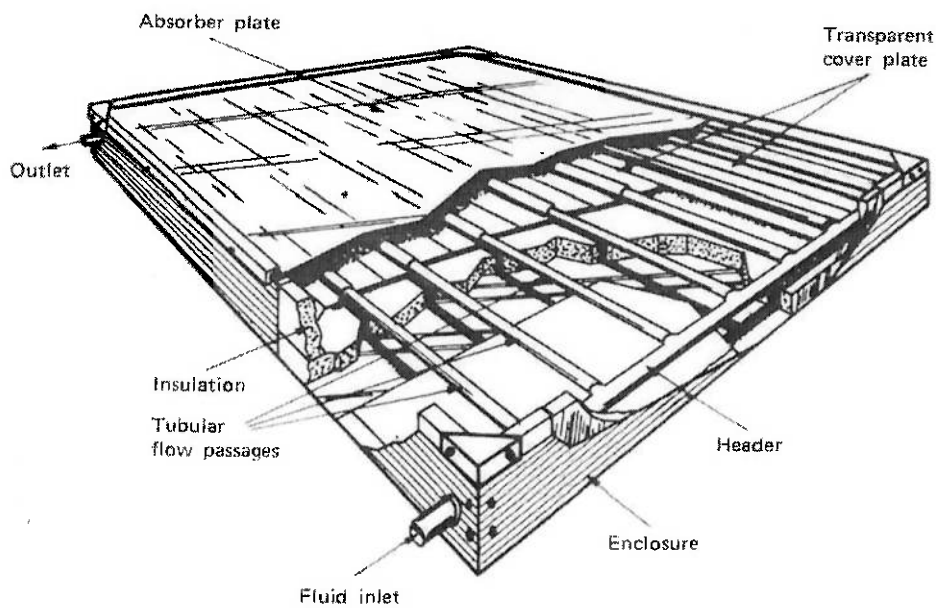 Absorber plate
Transparent
cover plate
Outlet
Insulation
Tubular
flow passages
Header
Enclosure
Fluid inlet